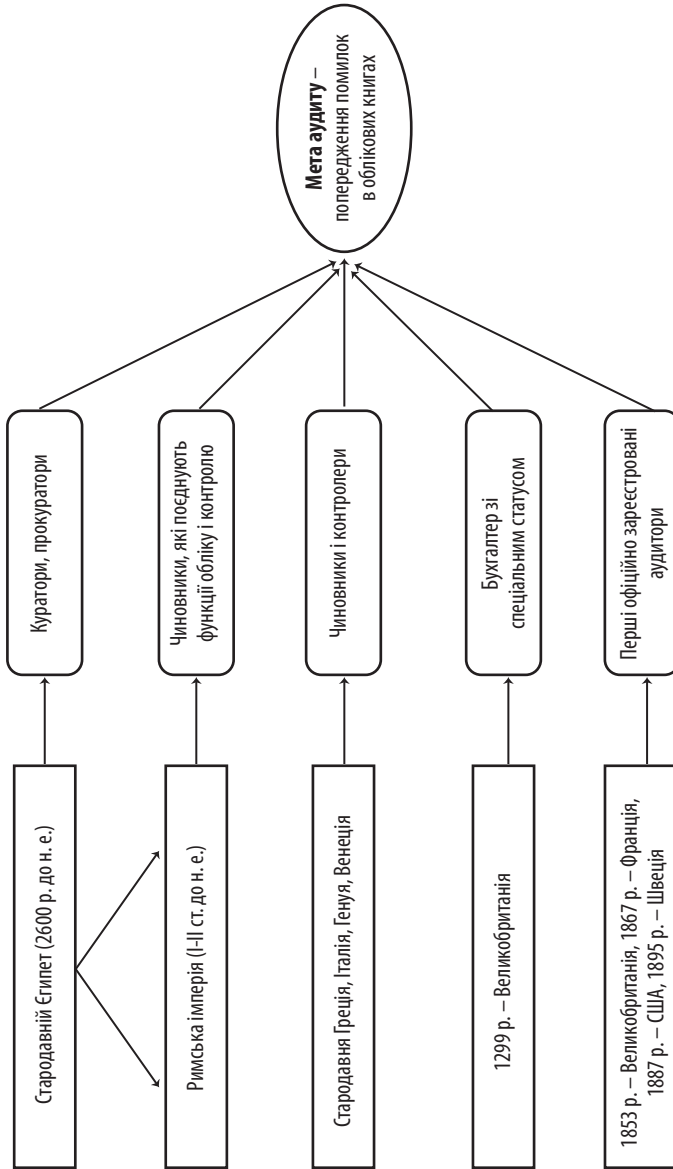 Стародавній Єгипет (2600 р. до н. е.)
Куратори, прокуратори
Римська імперія (I-II ст. до н. е.)
Чиновники, які поєднують
функції обліку і контролю
Стародавня Греція, Італія, Генуя, Венеція
Чиновники і контролери
1299 р. – Великобританія
Бухгалтер зі
спеціальним статусом
1853 р. – Великобританія, 1867 р. – Франція,
1887 р. – США, 1895 р. – Швеція
Перші офіційно зареєстровані
аудитори
Мета аудиту –
попередження помилок
в облікових книгах